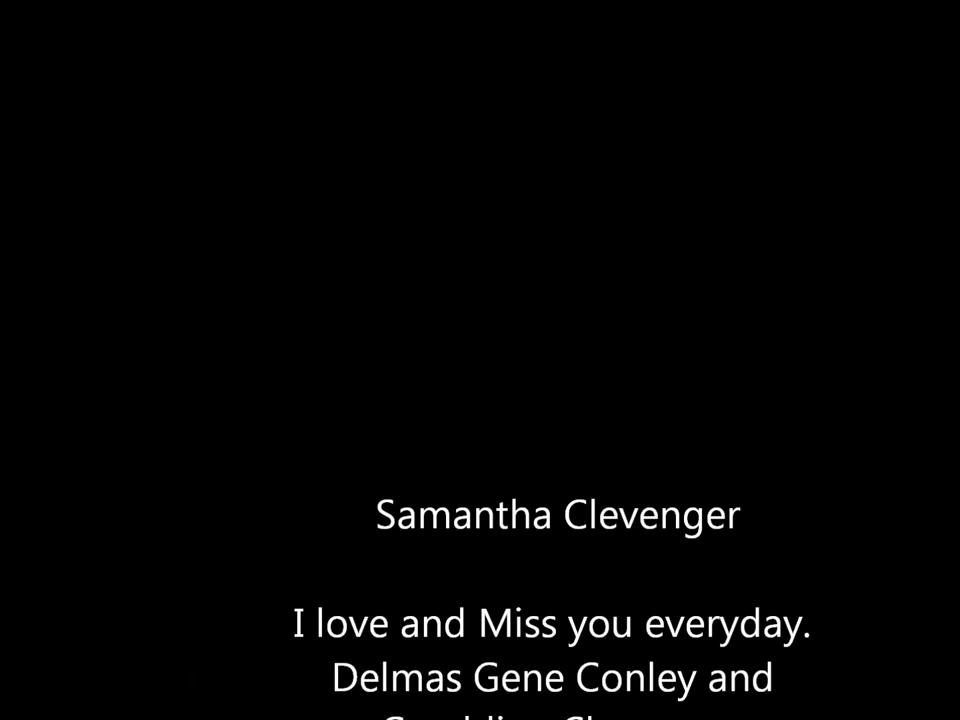 Samantha Clevenger
I love and Miss you everyday.
Delmas Gene Conley and